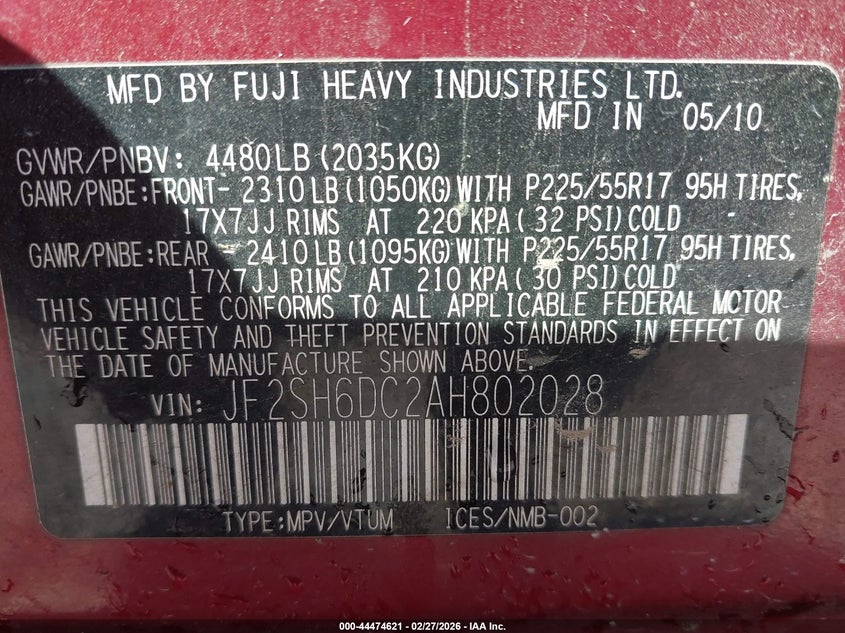 MFD BY FUJI HEAVY INDUSTRIES LTD.
MFD IN 05/10
GVWR/PNBV: 4480LB(2035KG)
GAWR/PNBE:FRONT- 2310LB(1050KG)WITH P225/55R17 95H TIRES,
17X7JJ RIMS AT 220 KPA(32 PSI)COLD
GAWR/PNBE:REAR - 2410LB(1095KG)WITH P225/55R17 95H TIRES,
17X7JJ RIMS AT 210 KPA(30 PSI)COLD
THIS VEHICLE CONFORMS TO ALL APPLICABLE FEDERAL MOTOR
VEHICLE SAFETY AND THEFT PREVENTION STANDARDS IN EFFECT ON
THE DATE OF MANUFACTURE SHOWN ABOVE.
VIN: JF2SH6DC2AH802028
TYPE:MPV/VTUM ICES/NMB-002
000-44474621 - 02/27/2026 - IAA Inc.